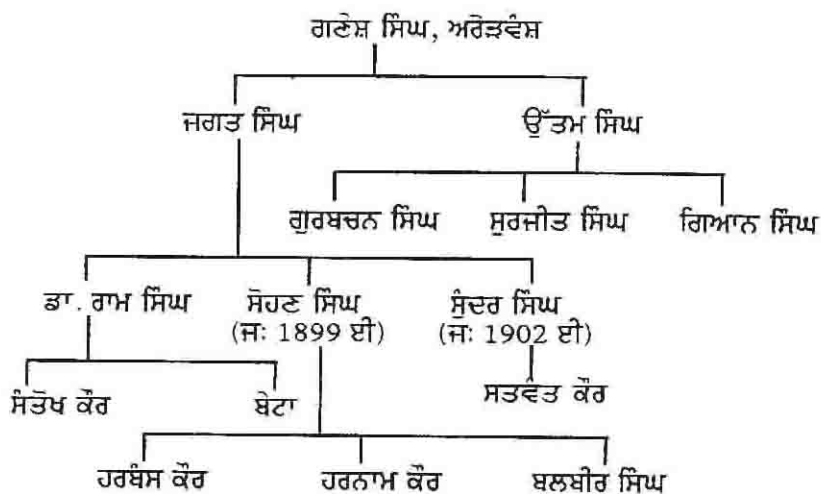 ਗਣੇਸ਼ ਸਿੰਘ, ਅਰੋੜਵੰਸ਼
ਜਗਤ ਸਿੰਘ ਉੱਤਮ ਸਿੰਘ
ਗੁਰਬਚਨ ਸਿੰਘ ਸੁਰਜੀਤ ਸਿੰਘ ਗਿਆਨ ਸਿੰਘ
ਡਾ. ਰਾਮ ਸਿੰਘ ਸੋਹਣ ਸਿੰਘ ਸੁੰਦਰ ਸਿੰਘ
(ਜਃ 1899 ਈ) (ਜਃ 1902 ਈ)
ਸੰਤੋਖ ਕੌਰ ਬੇਟਾ ਸਤਵੰਤ ਕੌਰ
ਹਰਬੰਸ ਕੌਰ ਹਰਨਾਮ ਕੌਰ ਬਲਬੀਰ ਸਿੰਘ